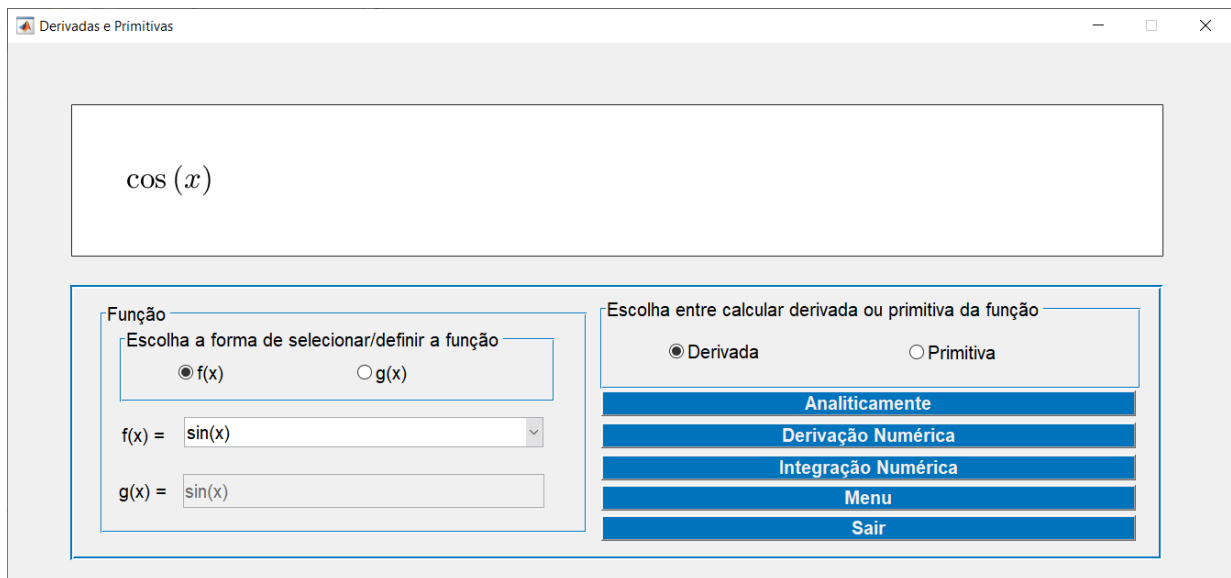 Derivadas e Primitivas
cos (x)
Função
Escolha a forma de selecionar/definir a função
f(x) g(x)
f(x) = sin(x)
g(x) = sin(x)
Escolha entre calcular derivada ou primitiva da função
Derivada Primitiva
Analiticamente
Derivação Numérica
Integração Numérica
Menu
Sair